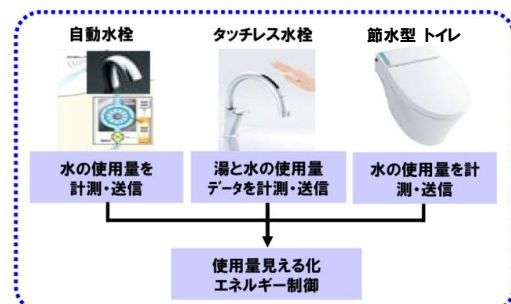 自動水栓
タッチレス水栓
節水型 トイレ
水の使用量を
計測・送信
湯と水の使用量
データを計測・送信
水の使用量を計
測・送信
使用量見える化
エネルギー制御